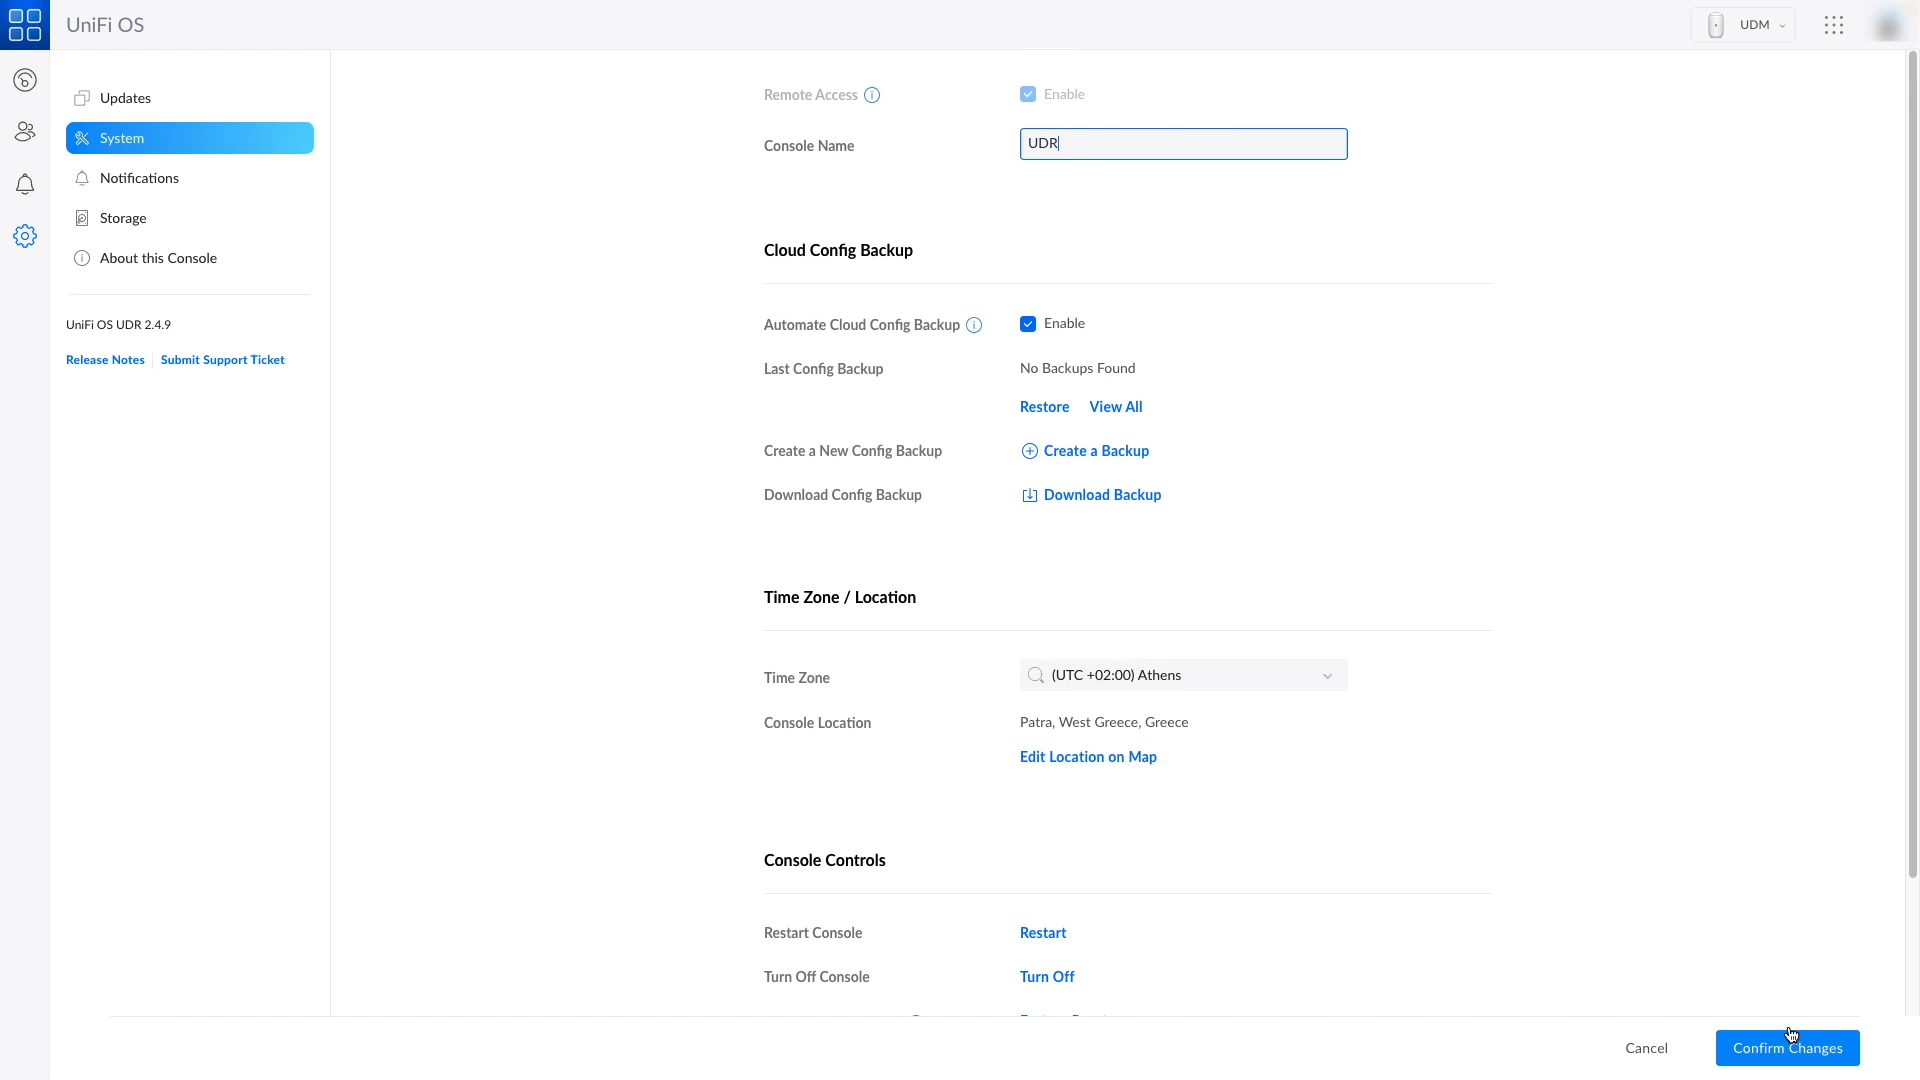 UniFi OS
UDM
Updates
System
Notifications
Storage
About this Console
UniFi OS UDR 2.4.9
Release Notes
Submit Support Ticket
Remote Access
Enable
Console Name
UDR
Cloud Config Backup
Automate Cloud Config Backup
Enable
Last Config Backup
No Backups Found
Restore
View All
Create a New Config Backup
Create a Backup
Download Config Backup
Download Backup
Time Zone / Location
Time Zone
(UTC +02:00) Athens
Console Location
Patra, West Greece, Greece
Edit Location on Map
Console Controls
Restart Console
Restart
Turn Off Console
Turn Off
Cancel
Confirm Changes